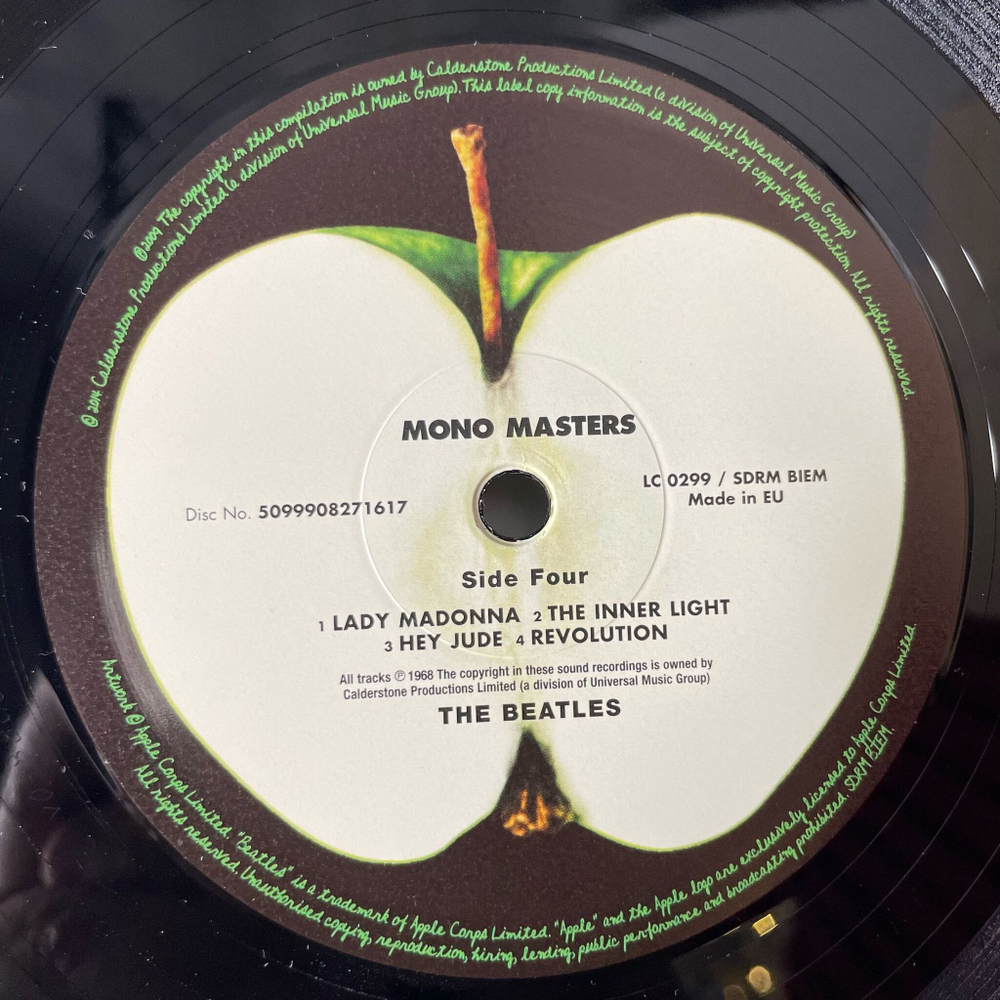 ℗2009 The copyright in this compilation is owned by Calderstone Productions Limited (a division of Universal Music Group)
© 2014 Calderstone Productions Limited (a division of Universal Music Group). This label copy information is the subject of copyright protection. All rights reserved.
MONO MASTERS
Disc No. 5099908271617
LC 0299 / SDRM BIEM
Made in EU
Side Four
1 LADY MADONNA 2 THE INNER LIGHT
3 HEY JUDE 4 REVOLUTION
All tracks ℗ 1968 The copyright in these sound recordings is owned by
Calderstone Productions Limited (a division of Universal Music Group)
THE BEATLES
Artwork © Apple Corps Limited. "Beatles" is a trademark of Apple Corps Limited. "Apple" and the Apple logo are exclusively licensed to Apple Corps Limited.
All rights reserved. Unauthorised copying, reproduction, hiring, lending, public performance and broadcasting prohibited. SDRM BIEM.